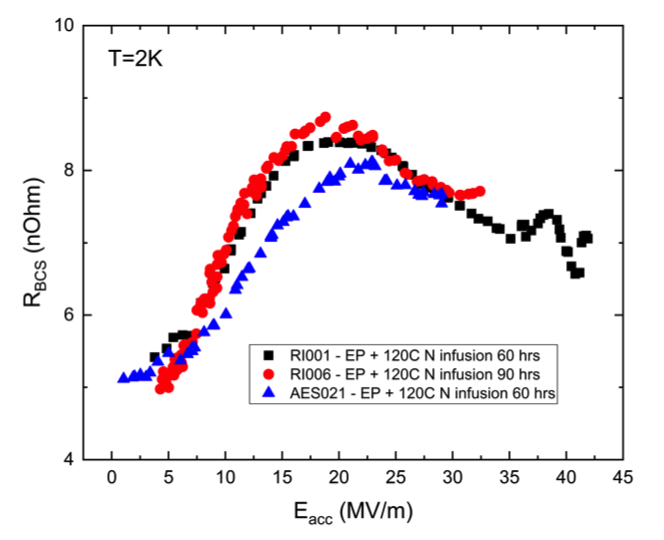 10
T=2K
8
R_BCS (nOhm)
6
RI001 - EP + 120C N infusion 60 hrs
RI006 - EP + 120C N infusion 90 hrs
AES021 - EP + 120C N infusion 60 hrs
4
0 5 10 15 20 25 30 35 40 45
E_acc (MV/m)